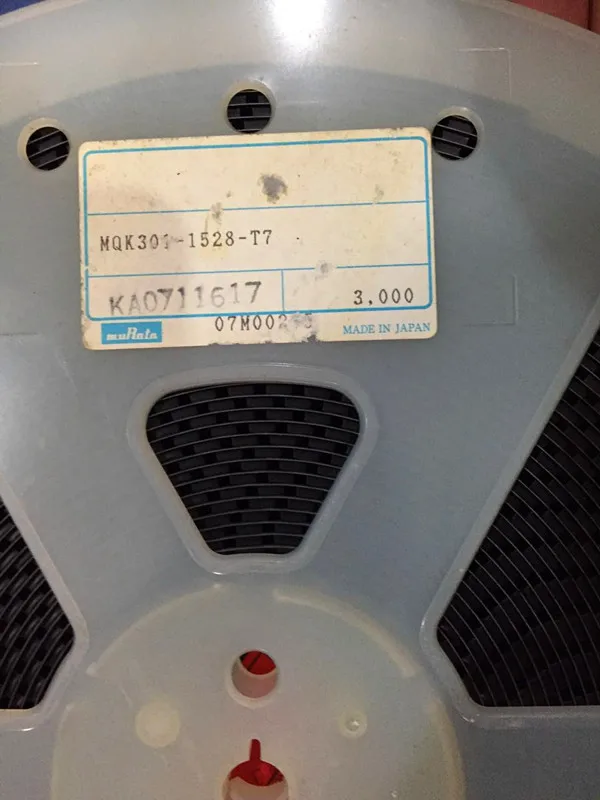 MQK301-1528-T7
KA0711617
3,000
muRata
MADE IN JAPAN